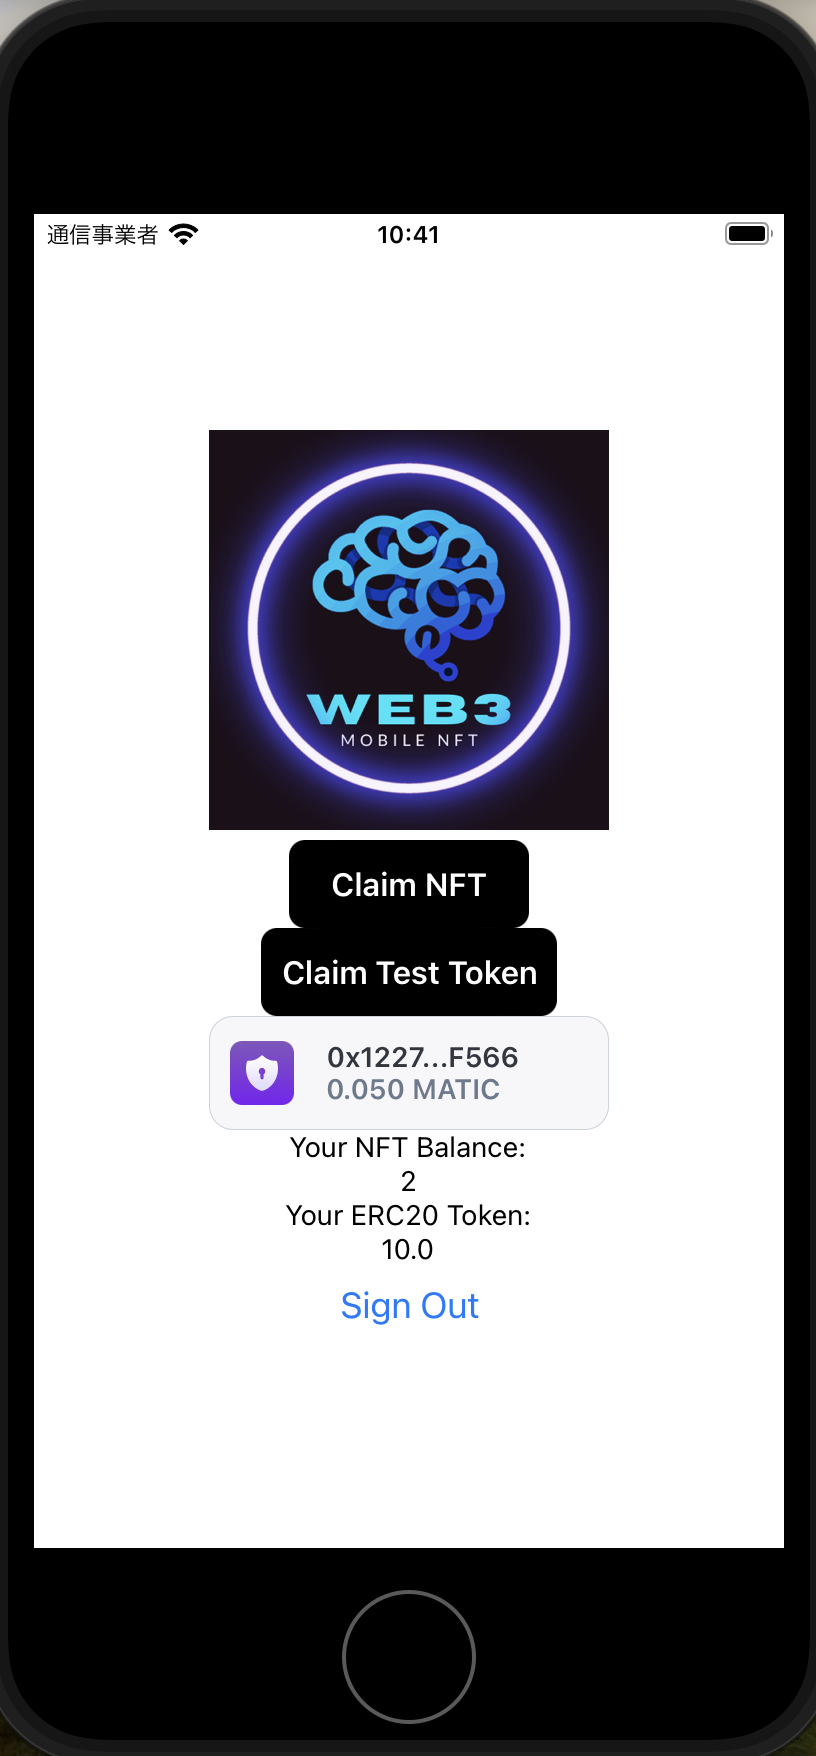 通信事業者
10:41
WEB3
MOBILE NFT
Claim NFT
Claim Test Token
0x1227...F566
0.050 MATIC
Your NFT Balance:
2
Your ERC20 Token:
10.0
Sign Out